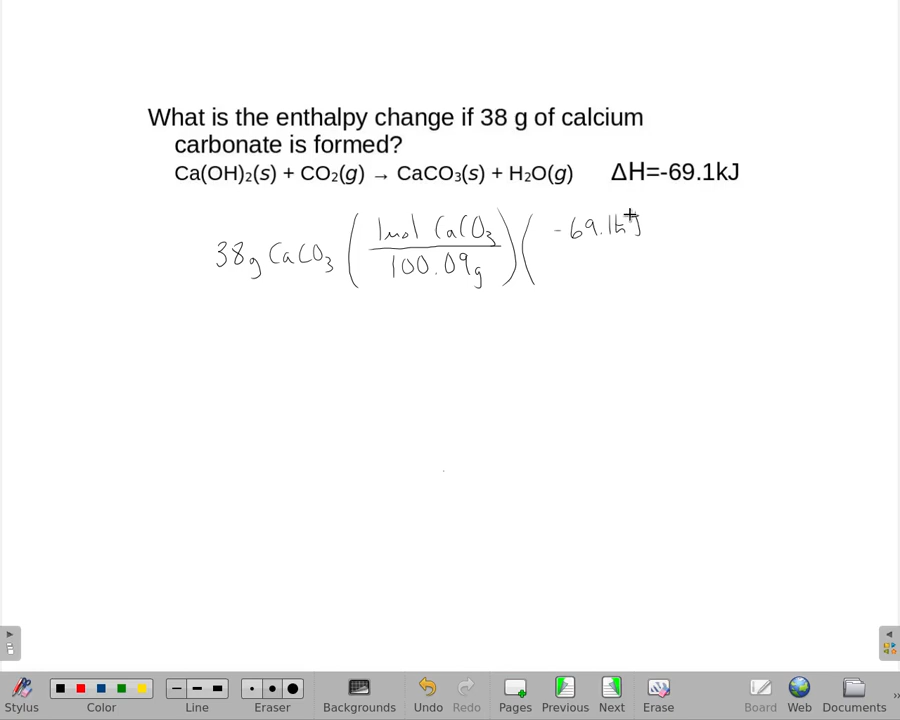 What is the enthalpy change if 38 g of calcium
carbonate is formed?
Ca(OH)₂(s) + CO₂(g) → CaCO₃(s) + H₂O(g) ΔH=-69.1kJ
1mol CaCO₃ -69.1kJ
38g CaCO₃ ( ) (
100.09g
Stylus Color Line Eraser Backgrounds Undo Redo Pages Previous Next Erase Board Web Documents